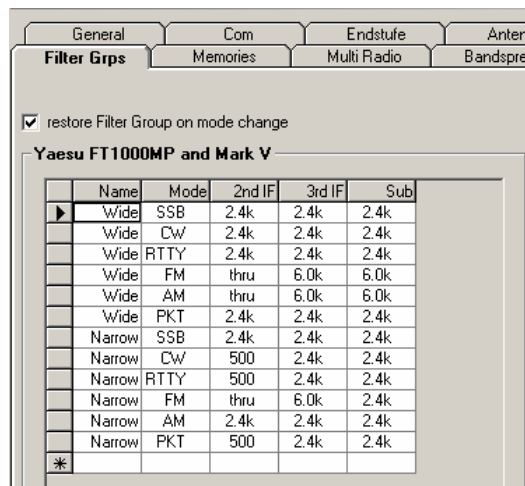 General Com Endstufe
Filter Grps Memories Multi Radio
restore Filter Group on mode change
Yaesu FT1000MP and Mark V
Name Mode 2nd IF 3rd IF Sub
Wide SSB 2.4k 2.4k 2.4k
Wide CW 2.4k 2.4k 2.4k
Wide RTTY 2.4k 2.4k 2.4k
Wide FM thru 6.0k 6.0k
Wide AM thru 6.0k 6.0k
Wide PKT 2.4k 2.4k 2.4k
Narrow SSB 2.4k 2.4k 2.4k
Narrow CW 500 2.4k 2.4k
Narrow RTTY 500 2.4k 2.4k
Narrow FM thru 6.0k 2.4k
Narrow AM 2.4k 2.4k 2.4k
Narrow PKT 500 2.4k 2.4k